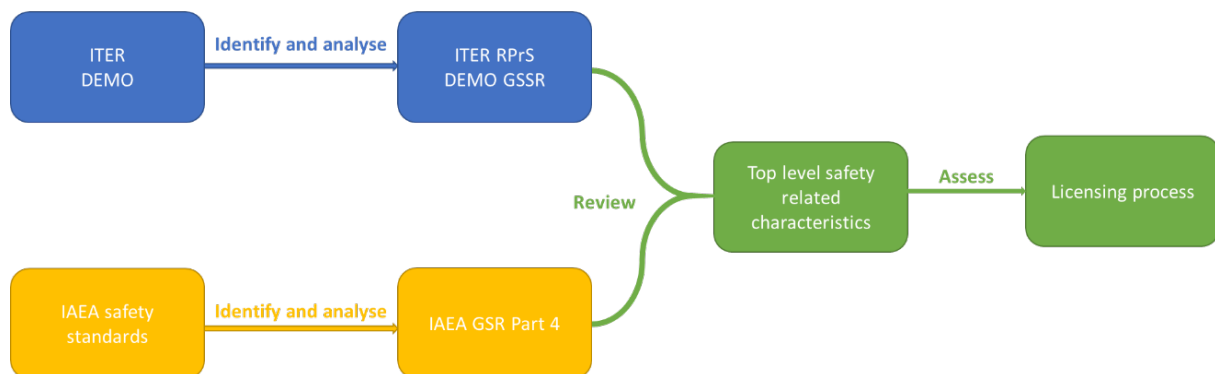 ITER
DEMO
Identify and analyse
ITER RPrS
DEMO GSSR
Review
Top level safety
related
characteristics
Assess
Licensing process
IAEA safety
standards
Identify and analyse
IAEA GSR Part 4